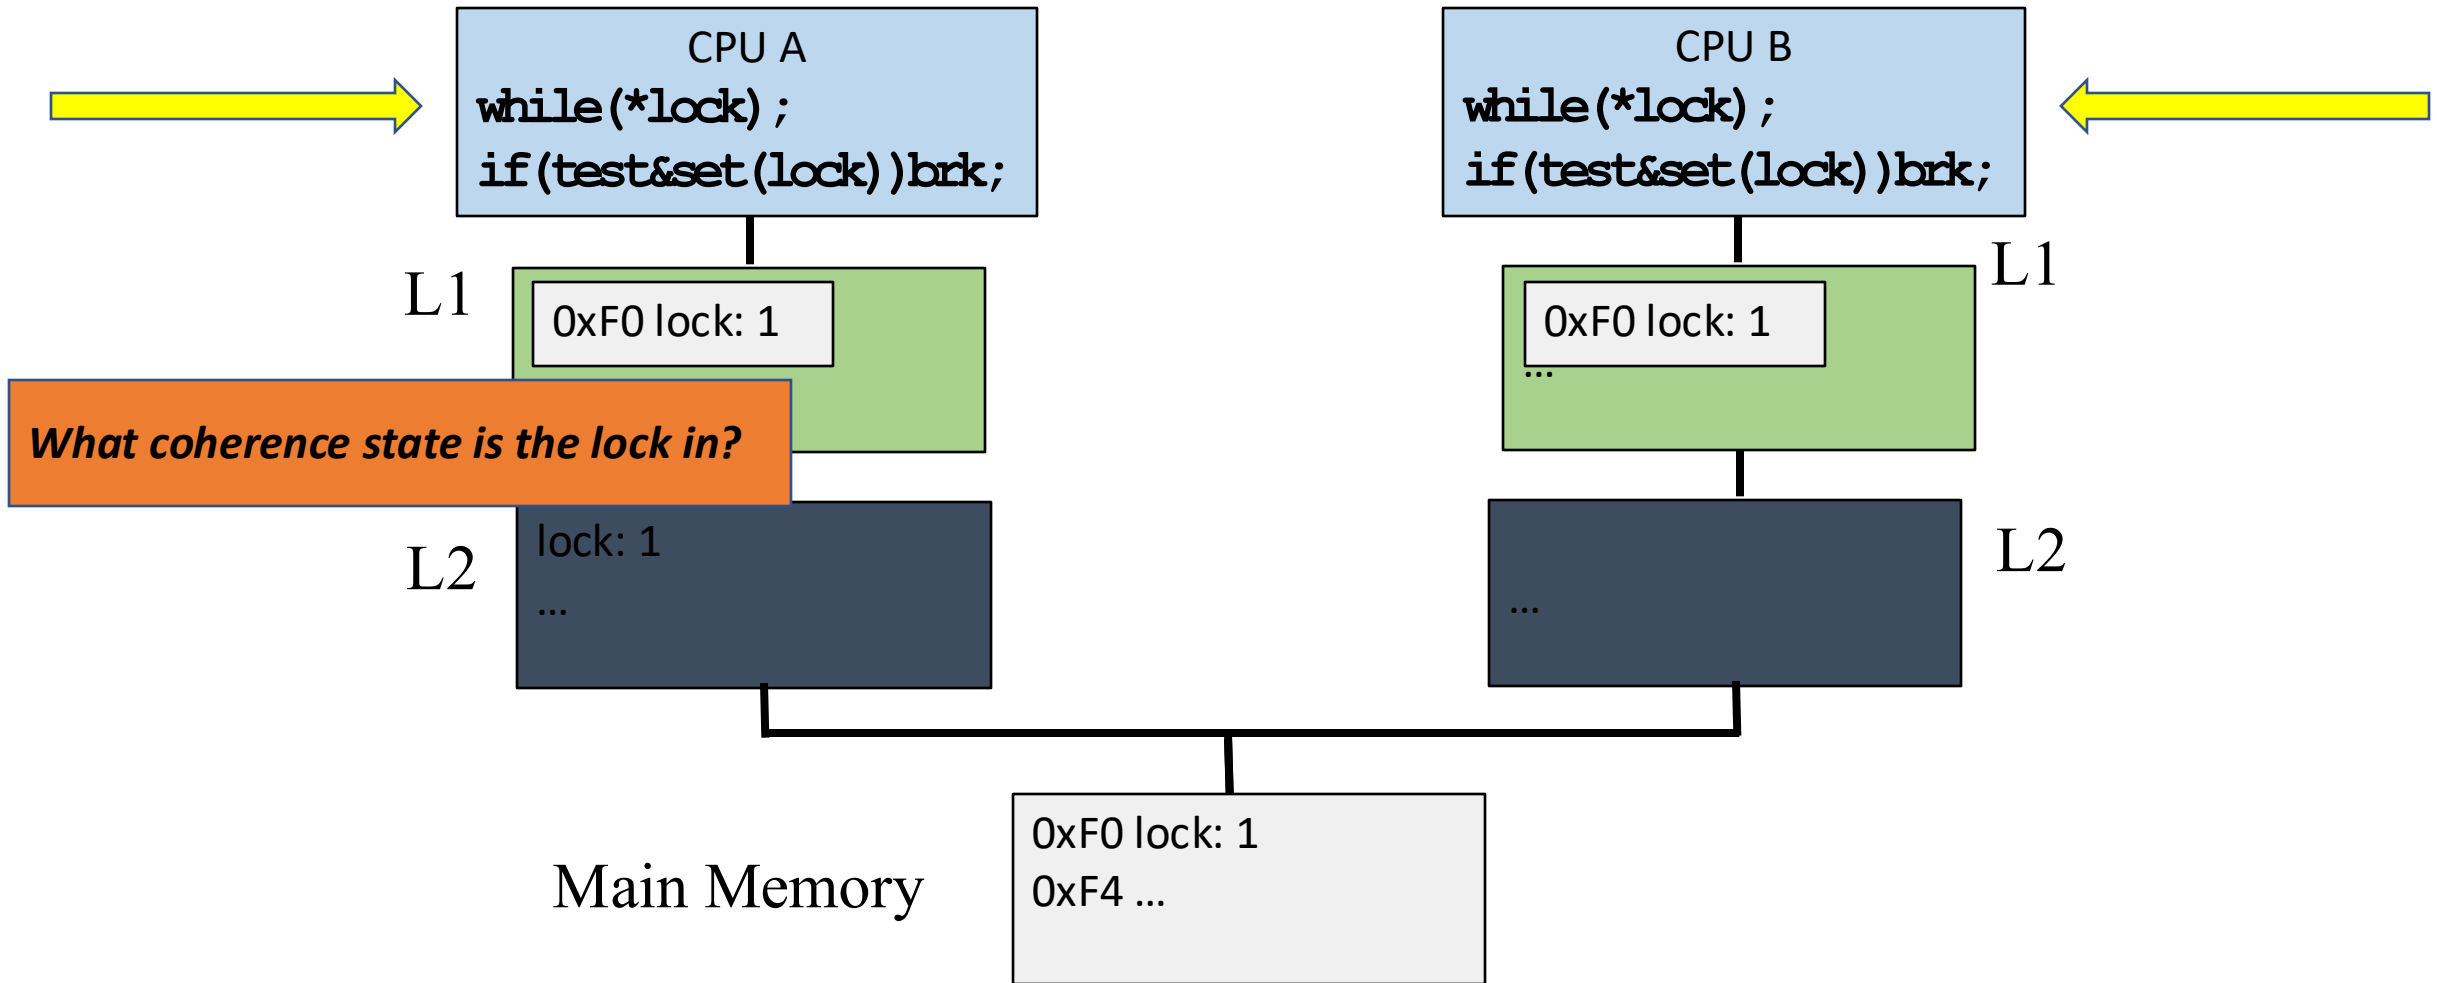 CPU A
while(*lock);
if(test&set(lock))brk;
CPU B
while(*lock);
if(test&set(lock))brk;
L1
0xF0 lock: 1
L1
0xF0 lock: 1
...
What coherence state is the lock in?
L2
lock: 1
...
L2
...
Main Memory
0xF0 lock: 1
0xF4 ...